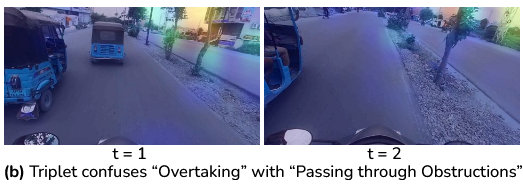 t = 1
t = 2
(b) Triplet confuses “Overtaking” with “Passing through Obstructions”